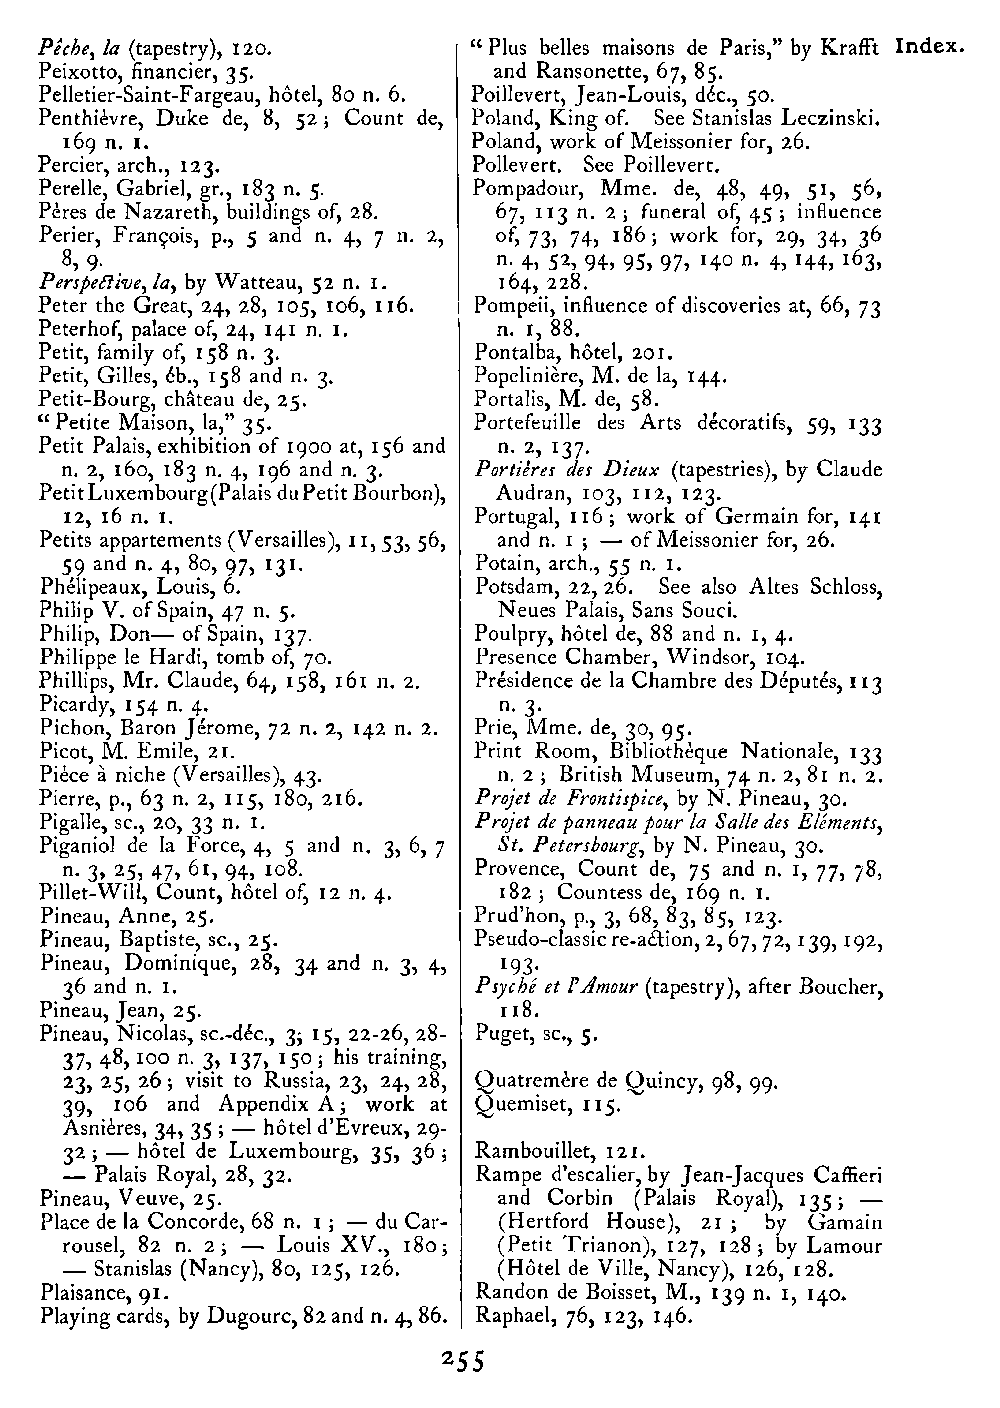 Pêche, la (tapestry), 120.
Peixotto, financier, 35.
Pelletier-Saint-Fargeau, hôtel, 80 n. 6.
Penthièvre, Duke de, 8, 52; Count de,
169 n. 1.
Percier, arch., 123.
Perelle, Gabriel, gr., 183 n. 5.
Pères de Nazareth, buildings of, 28.
Perier, François, p., 5 and n. 4, 7 n. 2,
8, 9.
Perspective, la, by Watteau, 52 n. 1.
Peter the Great, 24, 28, 105, 106, 116.
Peterhof, palace of, 24, 141 n. 1.
Petit, family of, 158 n. 3.
Petit, Gilles, éb., 158 and n. 3.
Petit-Bourg, château de, 25.
“Petite Maison, la,” 35.
Petit Palais, exhibition of 1900 at, 156 and
n. 2, 160, 183 n. 4, 196 and n. 3.
Petit Luxembourg (Palais du Petit Bourbon),
12, 16 n. 1.
Petits appartements (Versailles), 11, 53, 56,
59 and n. 4, 80, 97, 131.
Phélipeaux, Louis, 6.
Philip V. of Spain, 47 n. 5.
Philip, Don— of Spain, 137.
Philippe le Hardi, tomb of, 70.
Phillips, Mr. Claude, 64, 158, 161 n. 2.
Picardy, 154 n. 4.
Pichon, Baron Jérome, 72 n. 2, 142 n. 2.
Picot, M. Emile, 21.
Pièce à niche (Versailles), 43.
Pierre, p., 63 n. 2, 115, 180, 216.
Pigalle, sc., 20, 33 n. 1.
Piganiol de la Force, 4, 5 and n. 3, 6, 7
n. 3, 25, 47, 61, 94, 108.
Pillet-Will, Count, hôtel of, 12 n. 4.
Pineau, Anne, 25.
Pineau, Baptiste, sc., 25.
Pineau, Dominique, 28, 34 and n. 3, 4,
36 and n. 1.
Pineau, Jean, 25.
Pineau, Nicolas, sc.-déc., 3; 15, 22-26, 28-
37, 48, 100 n. 3, 137, 150; his training,
23, 25, 26; visit to Russia, 23, 24, 28,
39, 106 and Appendix A; work at
Asnières, 34, 35; — hôtel d'Evreux, 29-
32; — hôtel de Luxembourg, 35, 36;
— Palais Royal, 28, 32.
Pineau, Veuve, 25.
Place de la Concorde, 68 n. 1; — du Car-
rousel, 82 n. 2; — Louis XV., 180;
— Stanislas (Nancy), 80, 125, 126.
Plaisance, 91.
Playing cards, by Dugourc, 82 and n. 4, 86.
“Plus belles maisons de Paris,” by Krafft
and Ransonette, 67, 85.
Poillevert, Jean-Louis, déc., 50.
Poland, King of. See Stanislas Leczinski.
Poland, work of Meissonier for, 26.
Pollevert. See Poillevert.
Pompadour, Mme. de, 48, 49, 51, 56,
67, 113 n. 2; funeral of, 45; influence
of, 73, 74, 186; work for, 29, 34, 36
n. 4, 52, 94, 95, 97, 140 n. 4, 144, 163,
164, 228.
Pompeii, influence of discoveries at, 66, 73
n. 1, 88.
Pontalba, hôtel, 201.
Popelinière, M. de la, 144.
Portalis, M. de, 58.
Portefeuille des Arts décoratifs, 59, 133
n. 2, 137.
Portières des Dieux (tapestries), by Claude
Audran, 103, 112, 123.
Portugal, 116; work of Germain for, 141
and n. 1; — of Meissonier for, 26.
Potain, arch., 55 n. 1.
Potsdam, 22, 26. See also Altes Schloss,
Neues Palais, Sans Souci.
Poulpry, hôtel de, 88 and n. 1, 4.
Presence Chamber, Windsor, 104.
Présidence de la Chambre des Députés, 113
n. 3.
Prie, Mme. de, 30, 95.
Print Room, Bibliothèque Nationale, 133
n. 2; British Museum, 74 n. 2, 81 n. 2.
Projet de Frontispice, by N. Pineau, 30.
Projet de panneau pour la Salle des Eléments,
St. Petersbourg, by N. Pineau, 30.
Provence, Count de, 75 and n. 1, 77, 78,
182; Countess de, 169 n. 1.
Prud'hon, p., 3, 68, 83, 85, 123.
Pseudo-classic re-action, 2, 67, 72, 139, 192,
193.
Psyché et l'Amour (tapestry), after Boucher,
118.
Puget, sc., 5.
Quatremère de Quincy, 98, 99.
Quemiset, 115.
Rambouillet, 121.
Rampe d'escalier, by Jean-Jacques Caffieri
and Corbin (Palais Royal), 135; —
(Hertford House), 21; by Gamain
(Petit Trianon), 127, 128; by Lamour
(Hôtel de Ville, Nancy), 126, 128.
Randon de Boisset, M., 139 n. 1, 140.
Raphael, 76, 123, 146.
Index.
255